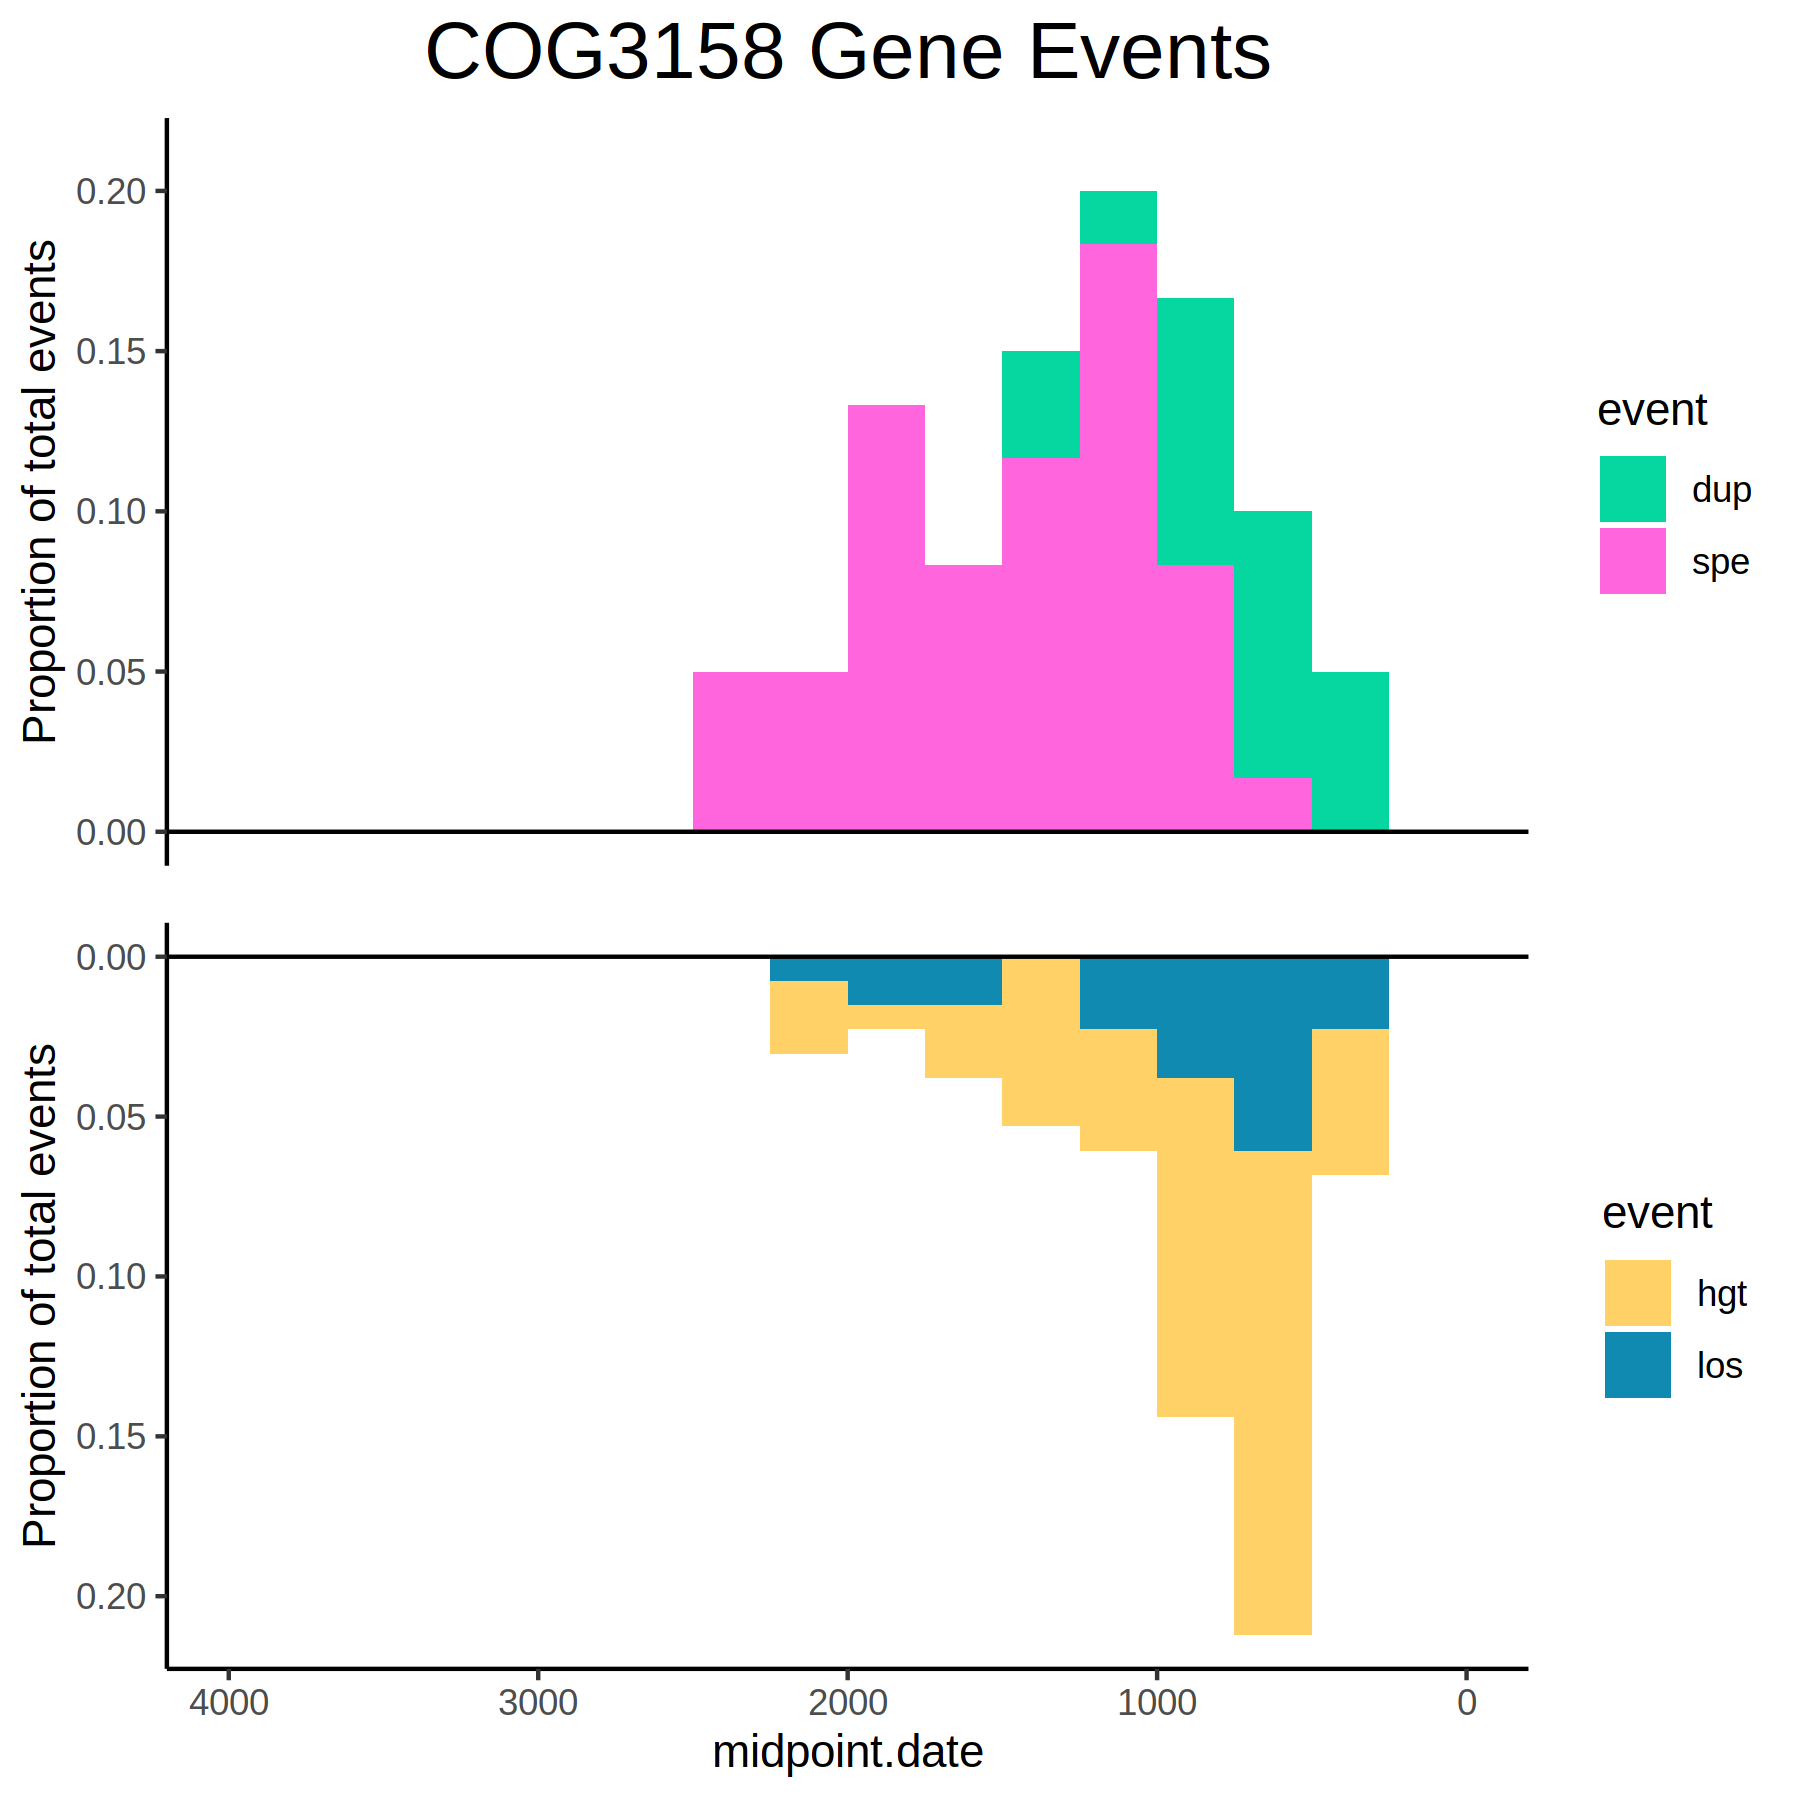 COG3158 Gene Events
Proportion of total events
0.20
0.15
0.10
0.05
0.00
event
dup
spe
Proportion of total events
0.00
0.05
0.10
0.15
0.20
event
hgt
los
4000 3000 2000 1000 0
midpoint.date